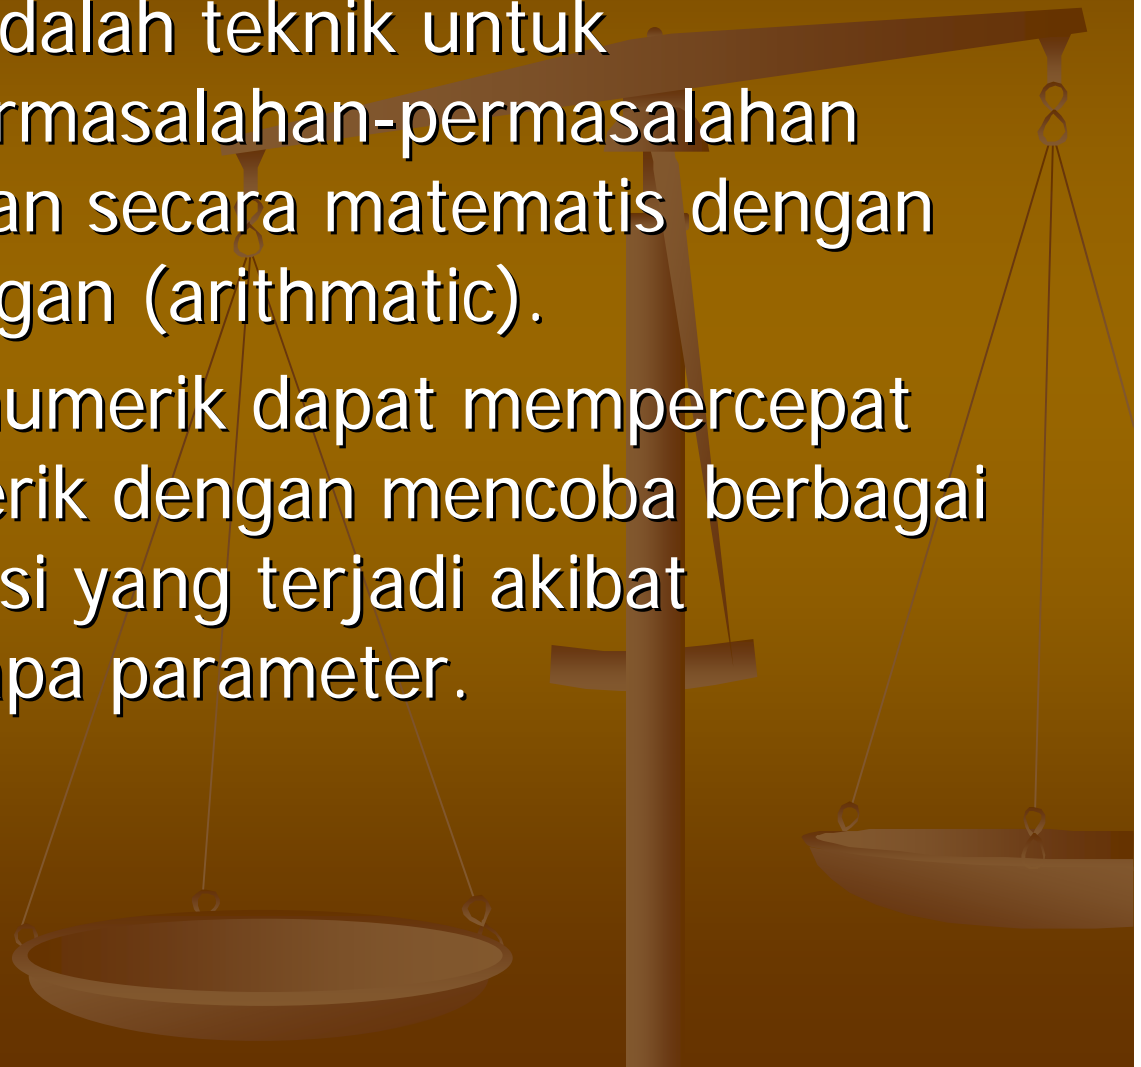 dalah teknik untuk
rmasalahan-permasalahan
an secara matematis dengan
gan (arithmatic).
umerik dapat mempercepat
erik dengan mencoba berbagai
si yang terjadi akibat
pa parameter.